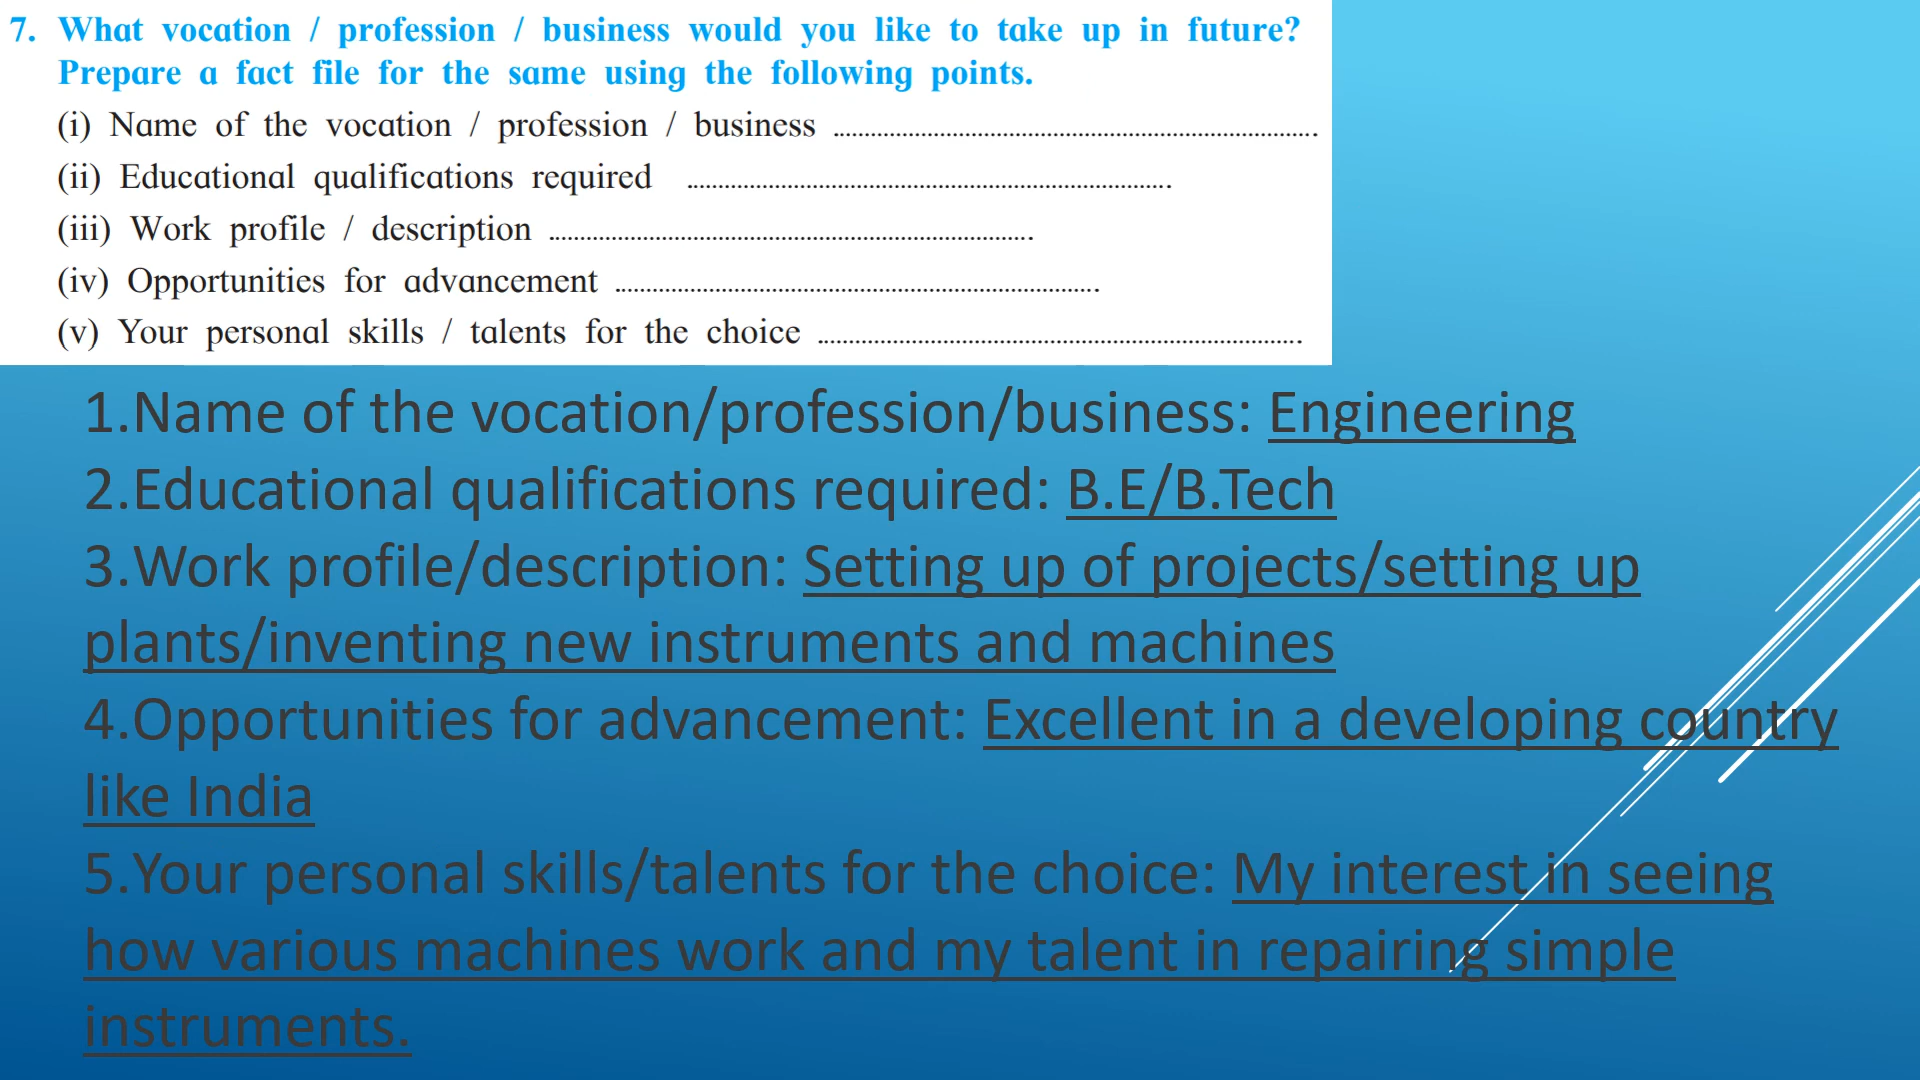 7. What vocation / profession / business would you like to take up in future?
Prepare a fact file for the same using the following points.
(i) Name of the vocation / profession / business ................................................................................
(ii) Educational qualifications required ................................................................................
(iii) Work profile / description ................................................................................
(iv) Opportunities for advancement ................................................................................
(v) Your personal skills / talents for the choice ................................................................................
1.Name of the vocation/profession/business: Engineering
2.Educational qualifications required: B.E/B.Tech
3.Work profile/description: Setting up of projects/setting up
plants/inventing new instruments and machines
4.Opportunities for advancement: Excellent in a developing country
like India
5.Your personal skills/talents for the choice: My interest in seeing
how various machines work and my talent in repairing simple
instruments.